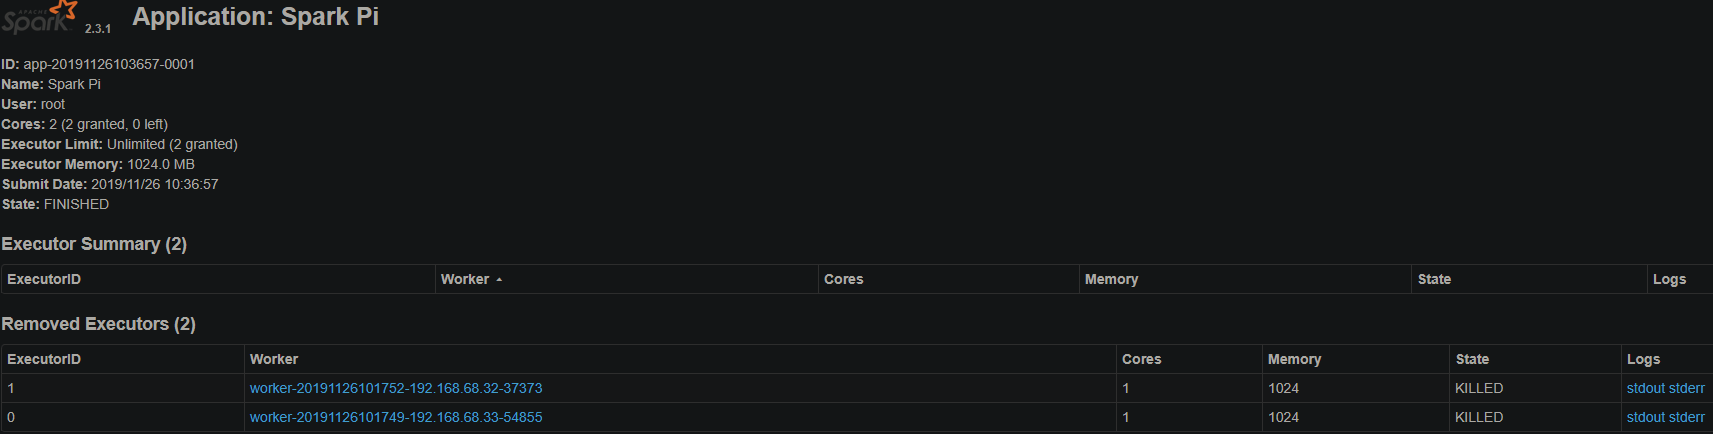 APACHE
Spark 2.3.1 Application: Spark Pi
ID: app-20191126103657-0001
Name: Spark Pi
User: root
Cores: 2 (2 granted, 0 left)
Executor Limit: Unlimited (2 granted)
Executor Memory: 1024.0 MB
Submit Date: 2019/11/26 10:36:57
State: FINISHED
Executor Summary (2)
ExecutorID Worker Cores Memory State Logs
Removed Executors (2)
ExecutorID Worker Cores Memory State Logs
1 worker-20191126101752-192.168.68.32-37373 1 1024 KILLED stdout stderr
0 worker-20191126101749-192.168.68.33-54855 1 1024 KILLED stdout stderr